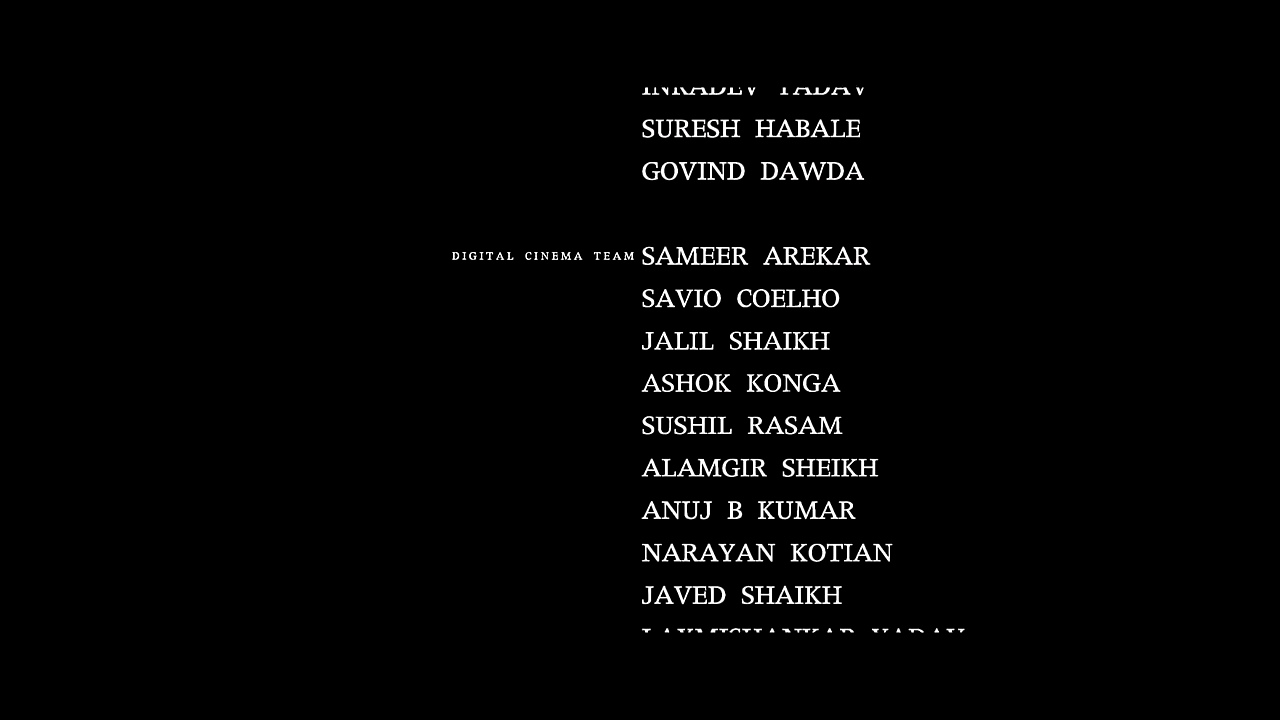 SURESH HABALE
GOVIND DAWDA
DIGITAL CINEMA TEAM SAMEER AREKAR
SAVIO COELHO
JALIL SHAIKH
ASHOK KONGA
SUSHIL RASAM
ALAMGIR SHEIKH
ANUJ B KUMAR
NARAYAN KOTIAN
JAVED SHAIKH
YADAV